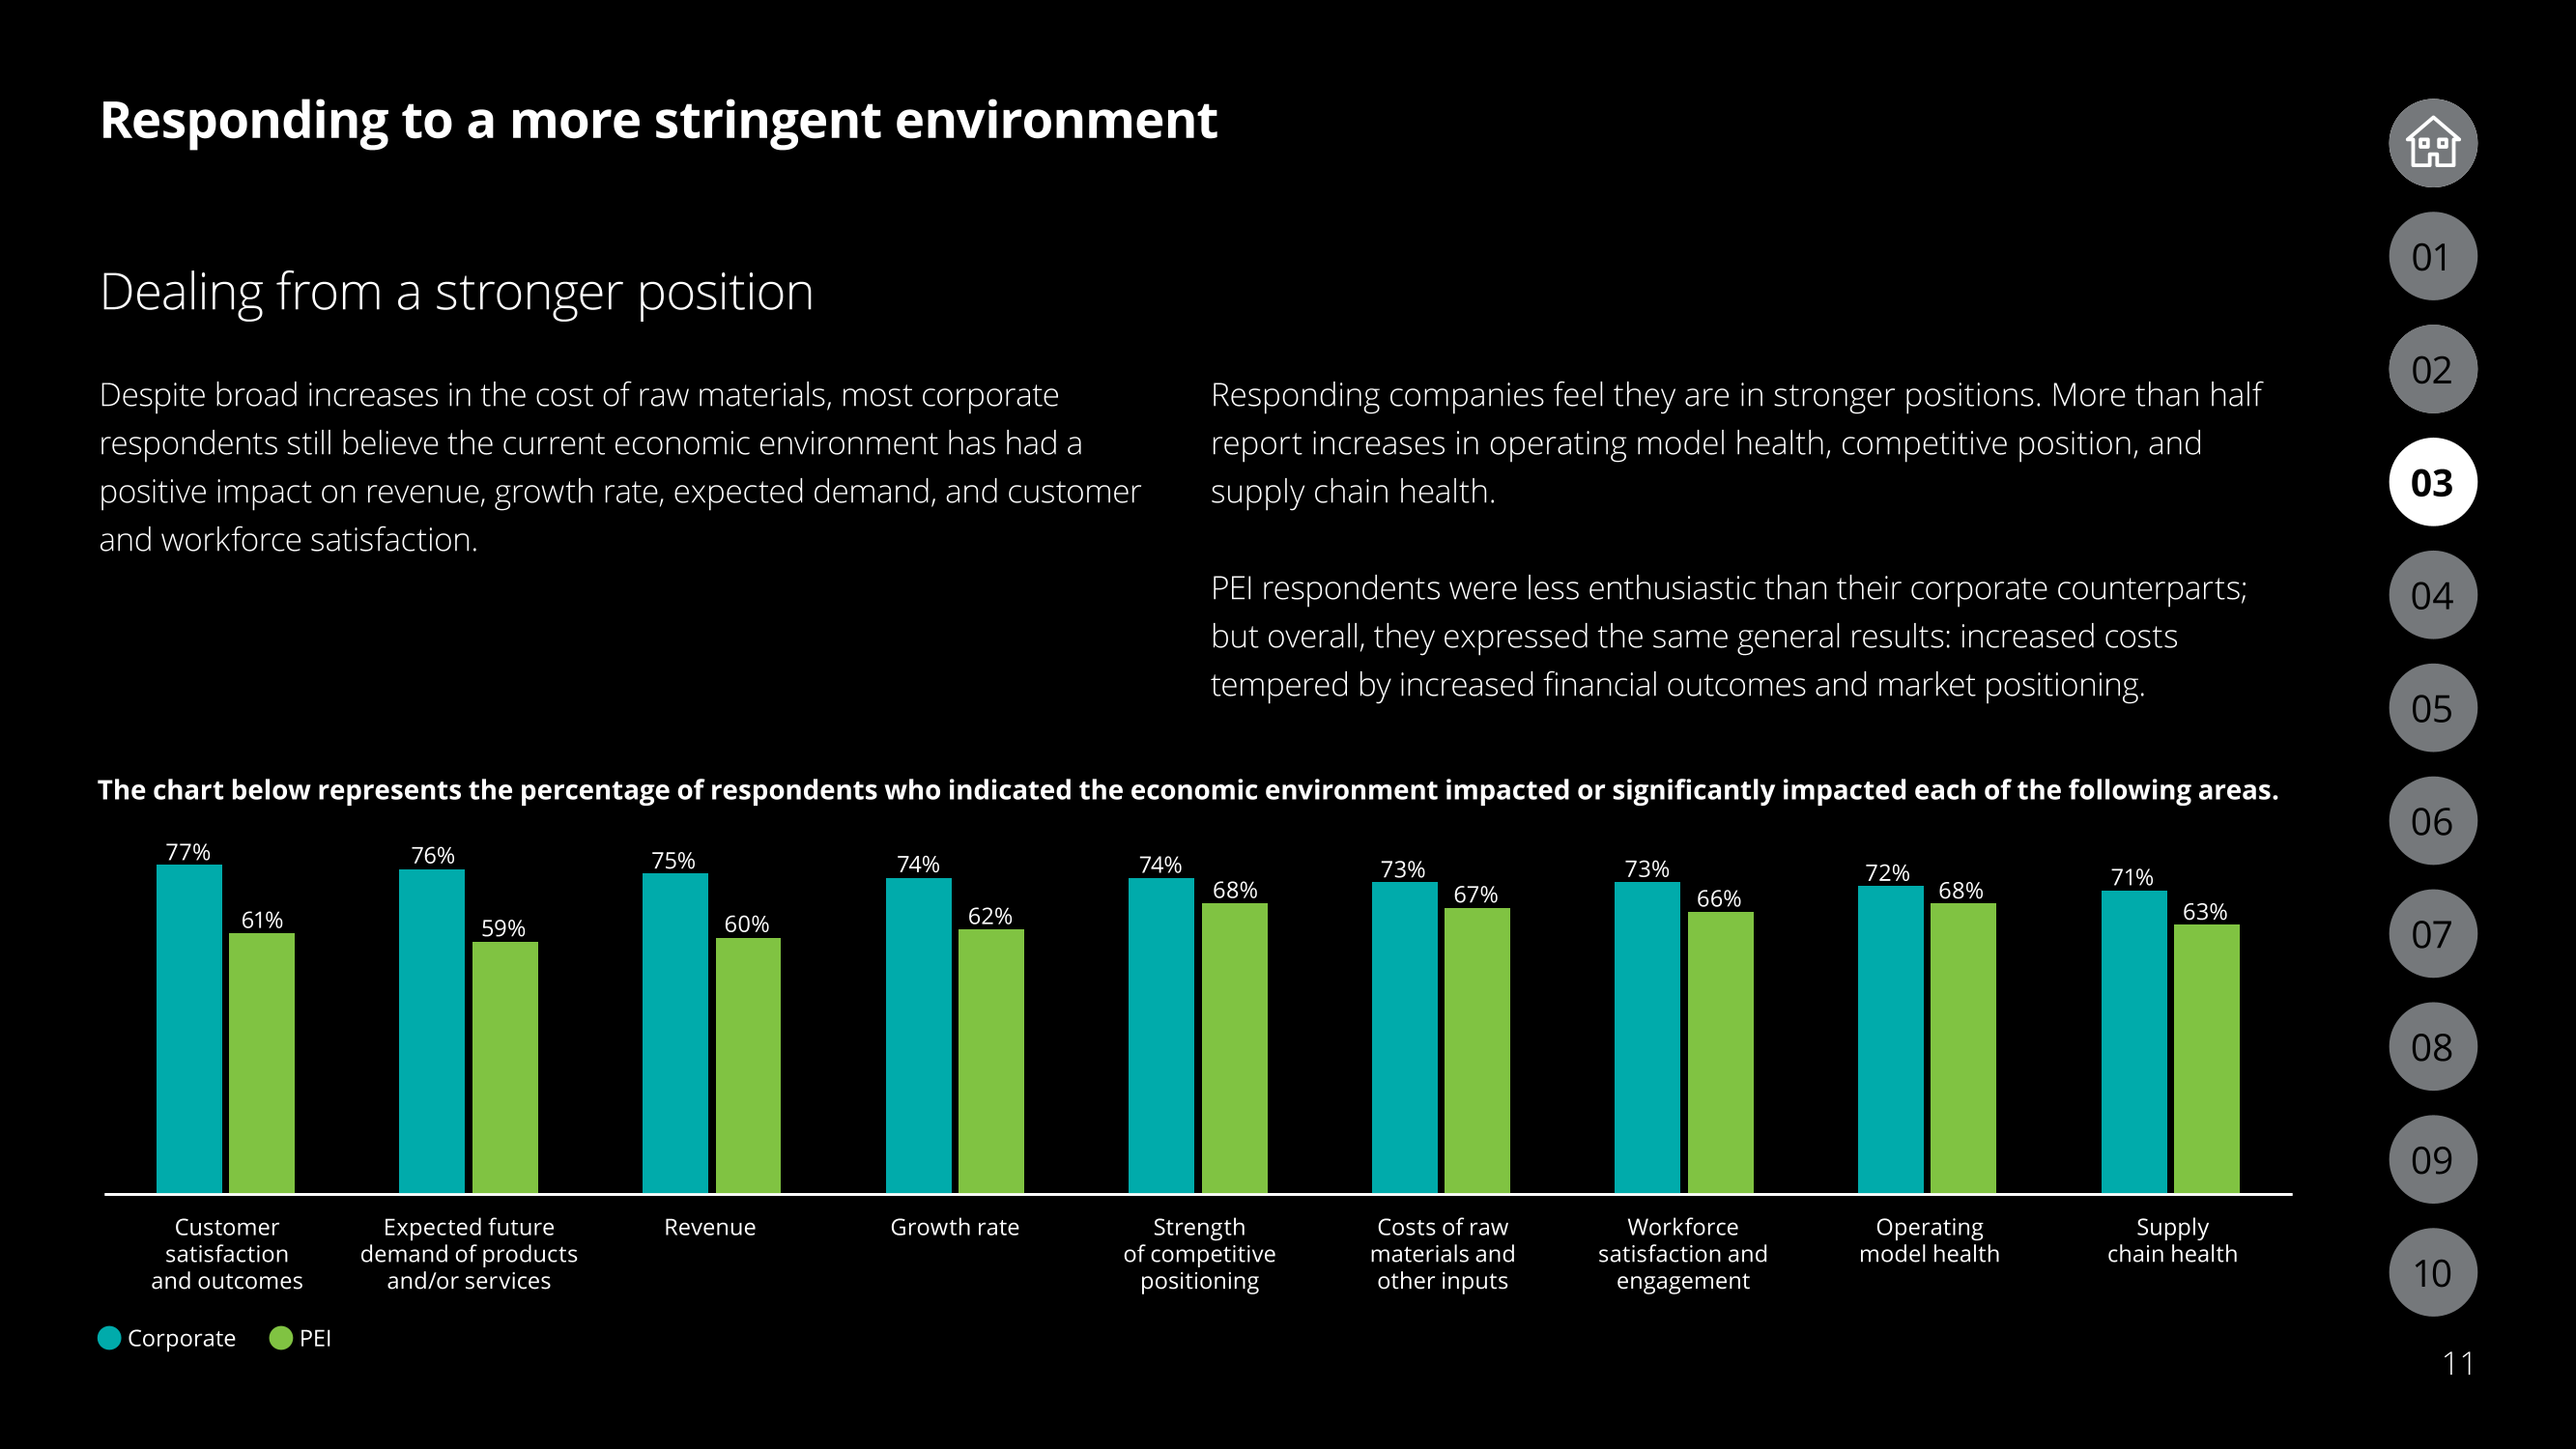 Responding to a more stringent environment
Dealing from a stronger position
Despite broad increases in the cost of raw materials, most corporate
respondents still believe the current economic environment has had a
positive impact on revenue, growth rate, expected demand, and customer
and workforce satisfaction.
Responding companies feel they are in stronger positions. More than half
report increases in operating model health, competitive position, and
supply chain health.
PEI respondents were less enthusiastic than their corporate counterparts;
but overall, they expressed the same general results: increased costs
tempered by increased financial outcomes and market positioning.
The chart below represents the percentage of respondents who indicated the economic environment impacted or significantly impacted each of the following areas.
77%
61%
Customer
satisfaction
and outcomes
76%
59%
Expected future
demand of products
and/or services
75%
60%
Revenue
74%
62%
Growth rate
74%
68%
Strength
of competitive
positioning
73%
67%
Costs of raw
materials and
other inputs
73%
66%
Workforce
satisfaction and
engagement
72%
68%
Operating
model health
71%
63%
Supply
chain health
Corporate
PEI
01
02
03
04
05
06
07
08
09
10
11